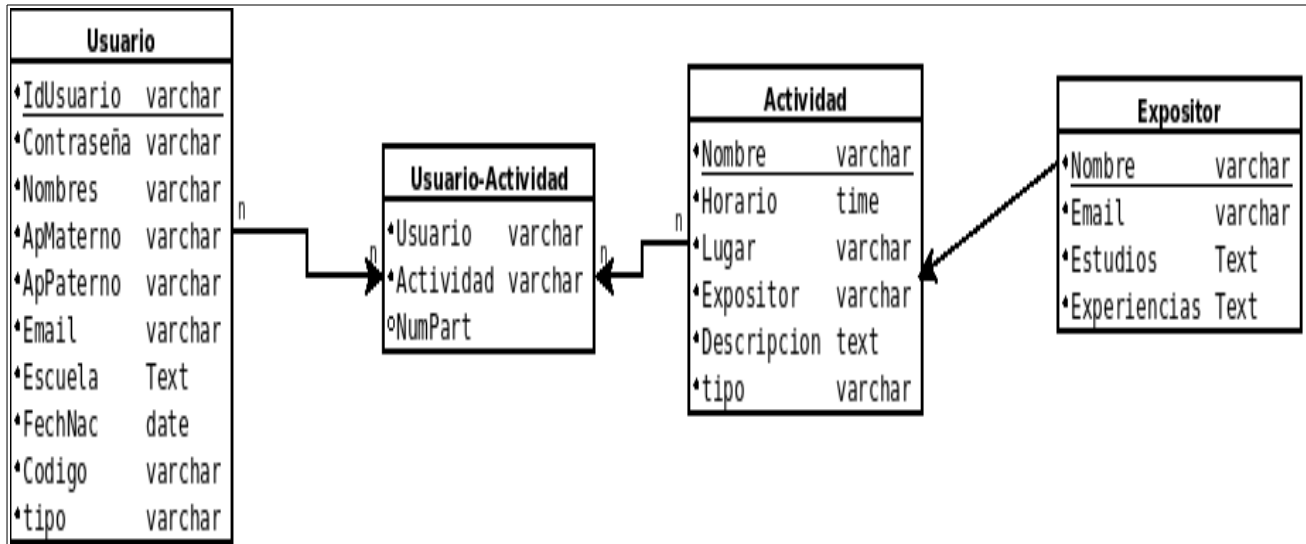 Usuario
IdUsuario varchar
Contraseña varchar
Nombres varchar
ApMaterno varchar
ApPaterno varchar
Email varchar
Escuela Text
FechNac date
Codigo varchar
tipo varchar
n
n
Usuario-Actividad
Usuario varchar
Actividad varchar
NumPart
n
n
Actividad
Nombre varchar
Horario time
Lugar varchar
Expositor varchar
Descripcion text
tipo varchar
Expositor
Nombre varchar
Email varchar
Estudios Text
Experiencias Text